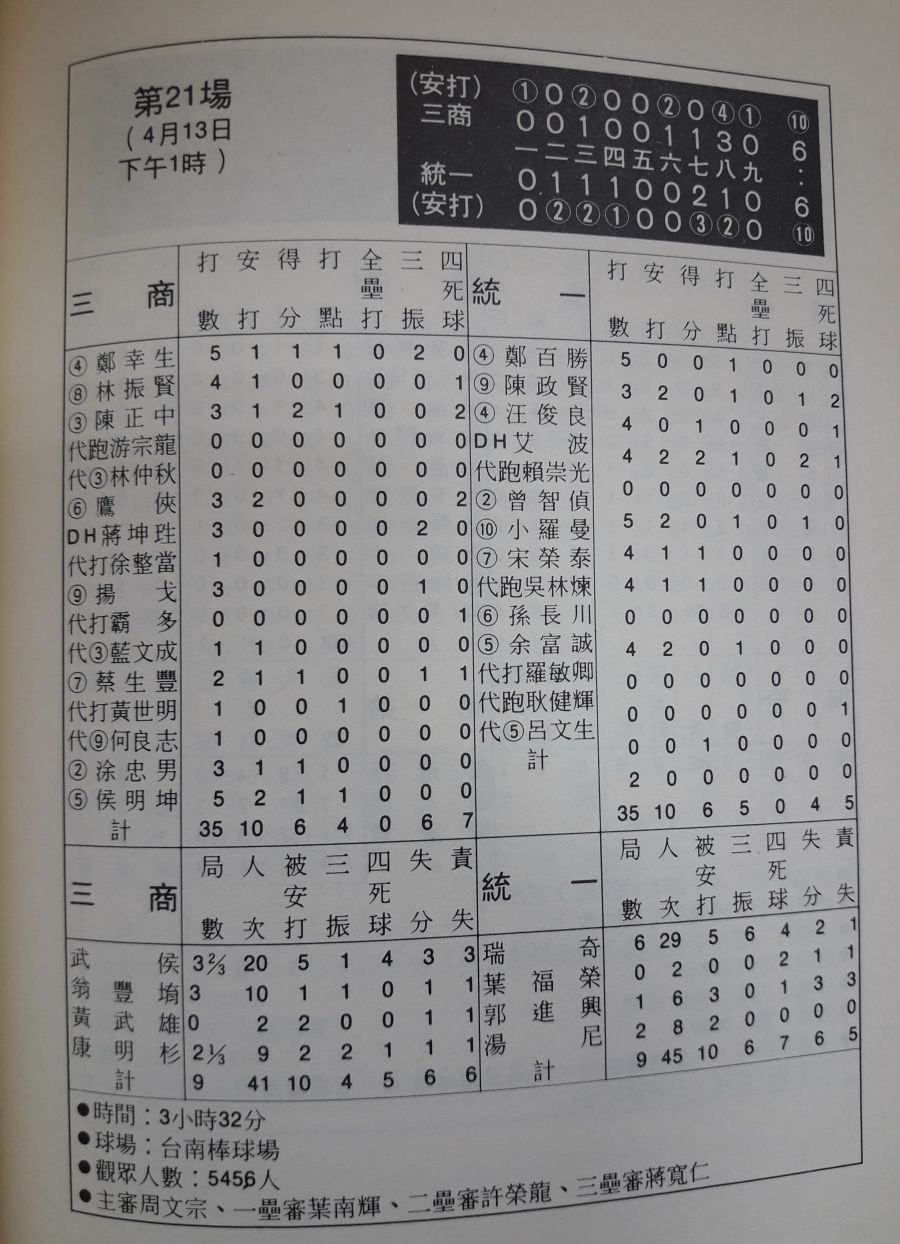 第21場
(4月13日
下午1時)
(安打) ①0②00②0④① ⑩
三商 001001130 6
一二三四五六七八九 :
統一 011100210 6
(安打) 0②②①00③②0 ⑩
三商 打數 安打 得分 打點 全壘打 三振 四死球
④鄭幸生 5 1 1 1 0 2 0
⑧林振賢 4 1 0 0 0 0 1
③陳正中 3 1 2 1 0 0 2
代跑游宗龍 0 0 0 0 0 0 0
代③林仲秋 0 0 0 0 0 0 0
⑥鷹俠 3 2 0 0 0 0 2
DH蔣坤珄 3 0 0 0 0 2 0
代打徐整當 1 0 0 0 0 0 0
⑨揚戈 3 0 0 0 0 1 0
代打霸多 0 0 0 0 0 0 1
代③藍文成 1 1 0 0 0 0 0
⑦蔡生豐 2 1 1 0 0 1 1
代打黃世明 1 0 0 1 0 0 0
代⑨何良志 1 0 0 0 0 0 0
②涂忠男 3 1 1 0 0 0 0
⑤侯明坤 5 2 1 1 0 0 0
計 35 10 6 4 0 6 7
統一 打數 安打 得分 打點 全壘打 三振 四死球
④鄭百勝 5 0 0 1 0 0 0
⑨陳政賢 3 2 0 1 0 1 2
④汪俊良 4 0 1 0 0 0 1
DH艾波 4 2 2 1 0 2 1
代跑賴崇光 0 0 0 0 0 0 0
②曾智偵 5 2 0 1 0 1 0
⑩小羅曼 4 1 1 0 0 0 0
⑦宋榮泰 4 1 1 0 0 0 0
代跑吳林煉 0 0 0 0 0 0 0
⑥孫長川 4 2 0 1 0 0 0
⑤余富誠 0 0 0 0 0 0 0
代打羅敏卿 0 0 0 0 0 0 1
代跑耿健輝 0 0 1 0 0 0 0
代⑤呂文生 2 0 0 0 0 0 0
計 35 10 6 5 0 4 5
三商 局數 人次 被安打 三振 四死球 失分 責失
武侯 3⅔ 20 5 1 4 3 3
翁豐堉 3 10 1 1 0 1 1
黃武雄 0 2 2 0 0 1 1
康明杉 2⅓ 9 2 2 1 1 1
計 9 41 10 4 5 6 6
統一 局數 人次 被安打 三振 四死球 失分 責失
瑞奇 6 29 5 6 4 2 1
葉福榮 0 2 0 0 2 1 1
郭進興 1 6 3 0 1 3 3
湯尼 2 8 2 0 0 0 0
計 9 45 10 6 7 6 5
●時間：3小時32分
●球場：台南棒球場
●觀眾人數：5456人
●主審周文宗、一壘審葉南輝、二壘審許榮龍、三壘審蔣寬仁